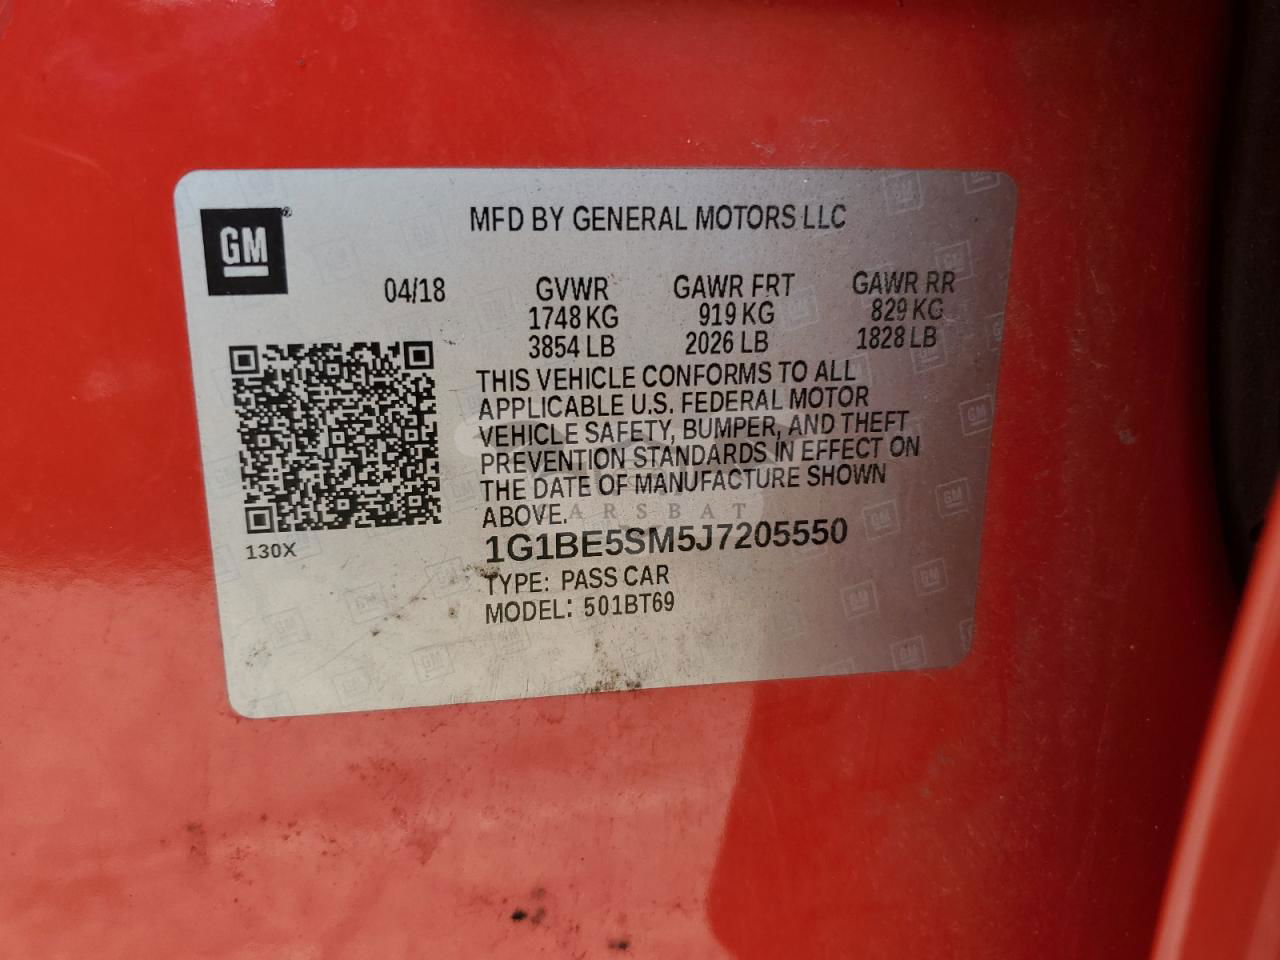 GM
MFD BY GENERAL MOTORS LLC
04/18
GVWR GAWR FRT GAWR RR
1748 KG 919 KG 829 KG
3854 LB 2026 LB 1828 LB
THIS VEHICLE CONFORMS TO ALL
APPLICABLE U.S. FEDERAL MOTOR
VEHICLE SAFETY, BUMPER, AND THEFT
PREVENTION STANDARDS IN EFFECT ON
THE DATE OF MANUFACTURE SHOWN
ABOVE.
ARSBAT
130X
1G1BE5SM5J7205550
TYPE: PASS CAR
MODEL: 501BT69